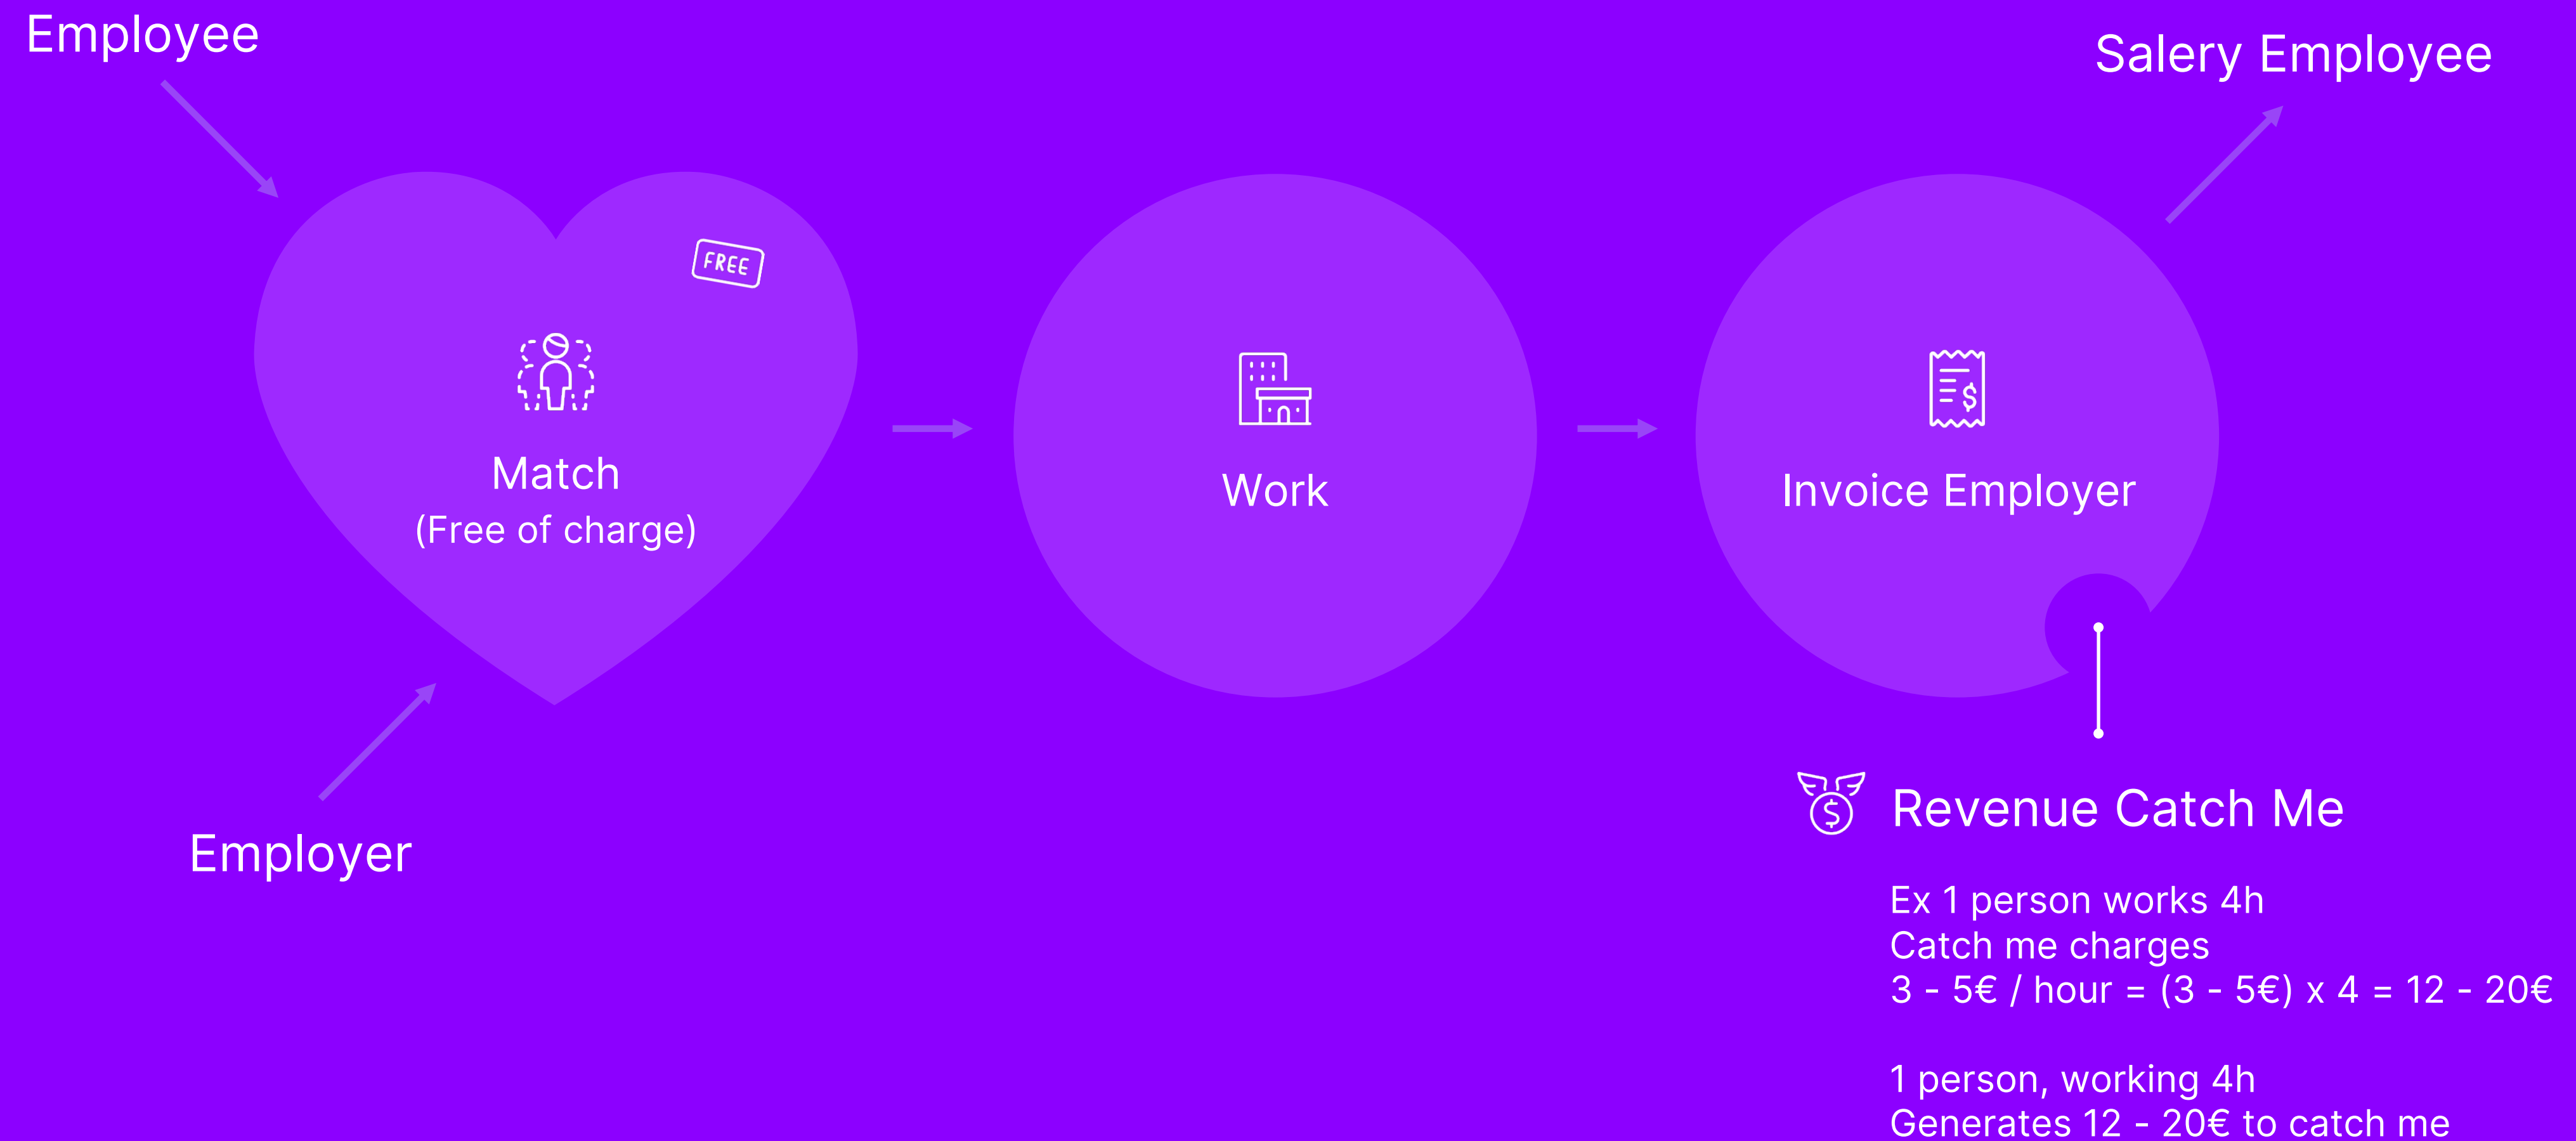 Employee
Salery Employee
FREE
Match
(Free of charge)
Work
Invoice Employer
Employer
Revenue Catch Me
Ex 1 person works 4h
Catch me charges
3 - 5€ / hour = (3 - 5€) x 4 = 12 - 20€
1 person, working 4h
Generates 12 - 20€ to catch me